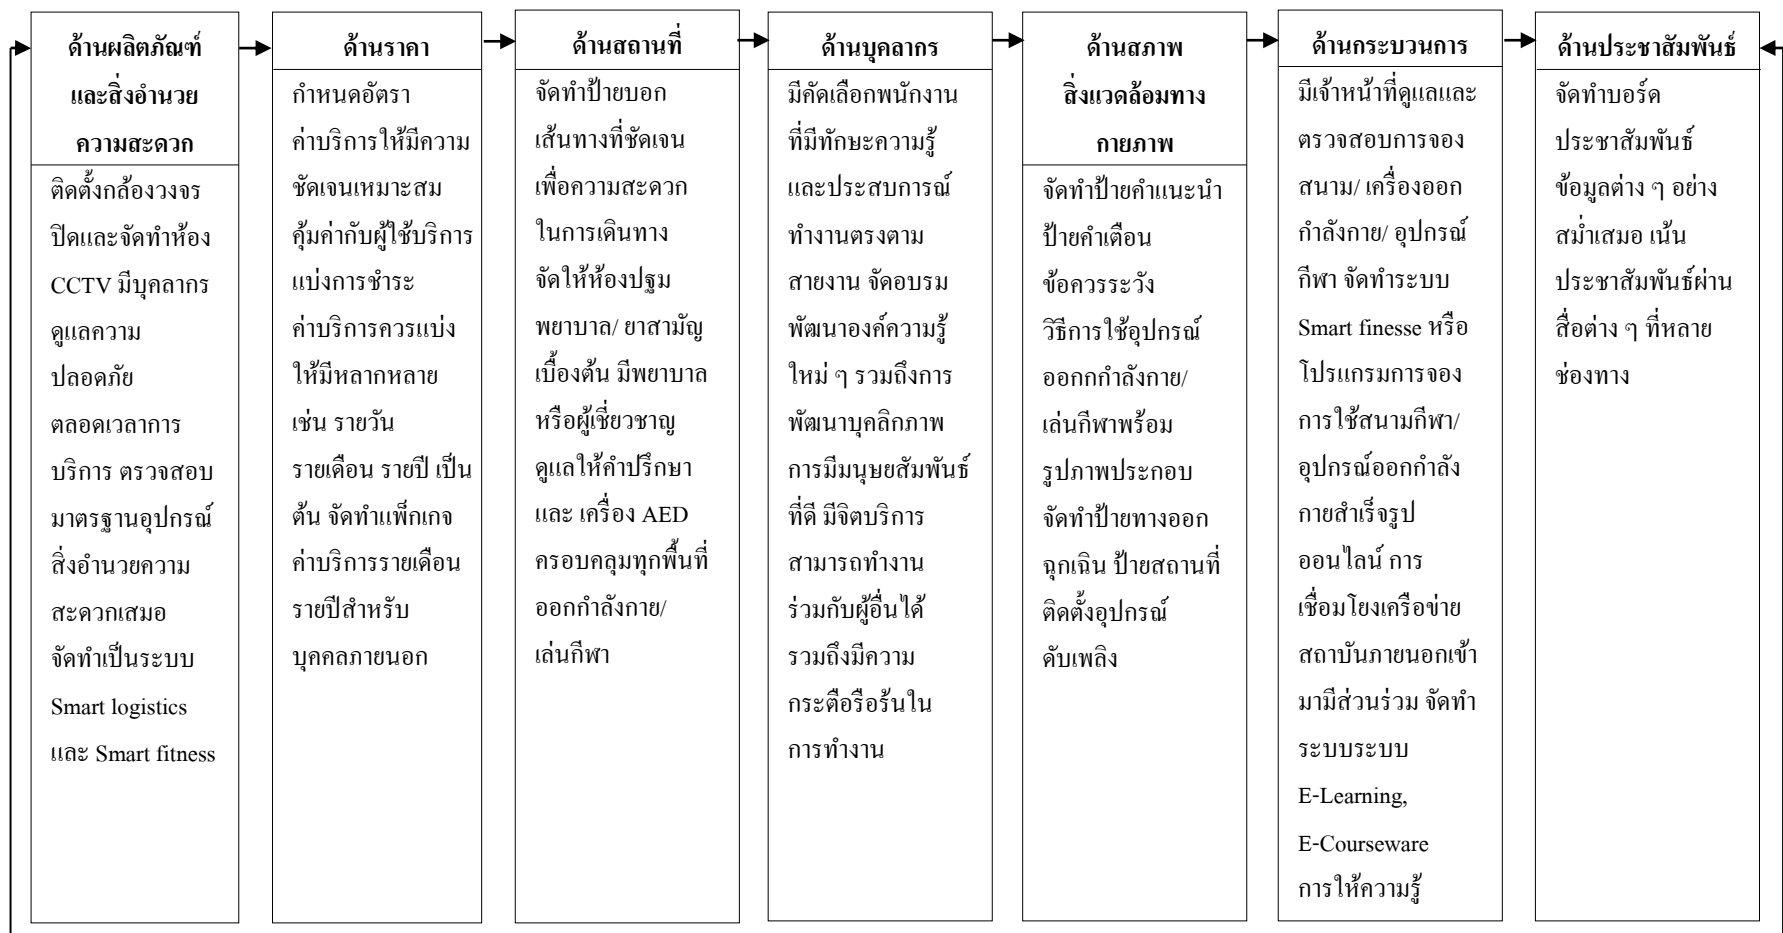 ด้านผลิตภัณฑ์
และสิ่งอำนวย
ความสะดวก
ติดตั้งกล้องวงจร
ปิดและจัดทำห้อง
CCTV มีบุคลากร
ดูแลความ
ปลอดภัย
ตลอดเวลาการ
บริการ ตรวจสอบ
มาตรฐานอุปกรณ์
สิ่งอำนวยความ
สะดวกเสมอ
จัดทำเป็นระบบ
Smart logistics
และ Smart fitness
ด้านราคา
กำหนดอัตรา
ค่าบริการให้มีความ
ชัดเจนเหมาะสม
คุ้มค่ากับผู้ใช้บริการ
แบ่งการชำระ
ค่าบริการควรแบ่ง
ให้มีหลากหลาย
เช่น รายวัน
รายเดือน รายปี เป็น
ต้น จัดทำแพ็กเกจ
ค่าบริการรายเดือน
รายปีสำหรับ
บุคคลภายนอก
ด้านสถานที่
จัดทำป้ายบอก
เส้นทางที่ชัดเจน
เพื่อความสะดวก
ในการเดินทาง
จัดให้ห้องปฐม
พยาบาล/ ยาสามัญ
เบื้องต้น มีพยาบาล
หรือผู้เชี่ยวชาญ
ดูแลให้คำปรึกษา
และ เครื่อง AED
ครอบคลุมทุกพื้นที่
ออกกำลังกาย/
เล่นกีฬา
ด้านบุคลากร
มีคัดเลือกพนักงาน
ที่มีทักษะความรู้
และประสบการณ์
ทำงานตรงตาม
สายงาน จัดอบรม
พัฒนาองค์ความรู้
ใหม่ ๆ รวมถึงการ
พัฒนาบุคลิกภาพ
การมีมนุษยสัมพันธ์
ที่ดี มีจิตบริการ
สามารถทำงาน
ร่วมกับผู้อื่นได้
รวมถึงมีความ
กระตือรือร้นใน
การทำงาน
ด้านสภาพ
สิ่งแวดล้อมทาง
กายภาพ
จัดทำป้ายคำแนะนำ
ป้ายคำเตือน
ข้อควรระวัง
วิธีการใช้อุปกรณ์
ออกกกำลังกาย/
เล่นกีฬาพร้อม
รูปภาพประกอบ
จัดทำป้ายทางออก
ฉุกเฉิน ป้ายสถานที่
ติดตั้งอุปกรณ์
ดับเพลิง
ด้านกระบวนการ
มีเจ้าหน้าที่ดูแลและ
ตรวจสอบการจอง
สนาม/ เครื่องออก
กำลังกาย/ อุปกรณ์
กีฬา จัดทำระบบ
Smart finesse หรือ
โปรแกรมการจอง
การใช้สนามกีฬา/
อุปกรณ์ออกกำลัง
กายสำเร็จรูป
ออนไลน์ การ
เชื่อมโยงเครือข่าย
สถาบันภายนอกเข้า
มามีส่วนร่วม จัดทำ
ระบบระบบ
E-Learning,
E-Courseware
การให้ความรู้
ด้านประชาสัมพันธ์
จัดทำบอร์ด
ประชาสัมพันธ์
ข้อมูลต่าง ๆ อย่าง
สม่ำเสมอ เน้น
ประชาสัมพันธ์ผ่าน
สื่อต่าง ๆ ที่หลาย
ช่องทาง